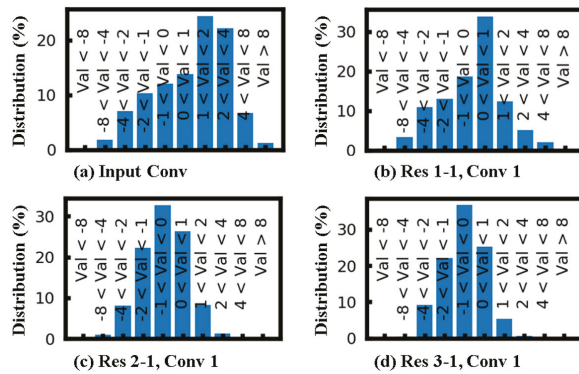 Distribution (%)
20
10
0
Val < -8
-8 < Val < -4
-4 < Val < -2
-2 < Val < -1
-1 < Val < 0
0 < Val < 1
1 < Val < 2
2 < Val < 4
4 < Val < 8
Val > 8
(a) Input Conv
Distribution (%)
30
20
10
0
Val < -8
-8 < Val < -4
-4 < Val < -2
-2 < Val < -1
-1 < Val < 0
0 < Val < 1
1 < Val < 2
2 < Val < 4
4 < Val < 8
Val > 8
(b) Res 1-1, Conv 1
Distribution (%)
30
20
10
0
Val < -8
-8 < Val < -4
-4 < Val < -2
-2 < Val < -1
-1 < Val < 0
0 < Val < 1
1 < Val < 2
2 < Val < 4
4 < Val < 8
Val > 8
(c) Res 2-1, Conv 1
Distribution (%)
30
20
10
0
Val < -8
-8 < Val < -4
-4 < Val < -2
-2 < Val < -1
-1 < Val < 0
0 < Val < 1
1 < Val < 2
2 < Val < 4
4 < Val < 8
Val > 8
(d) Res 3-1, Conv 1